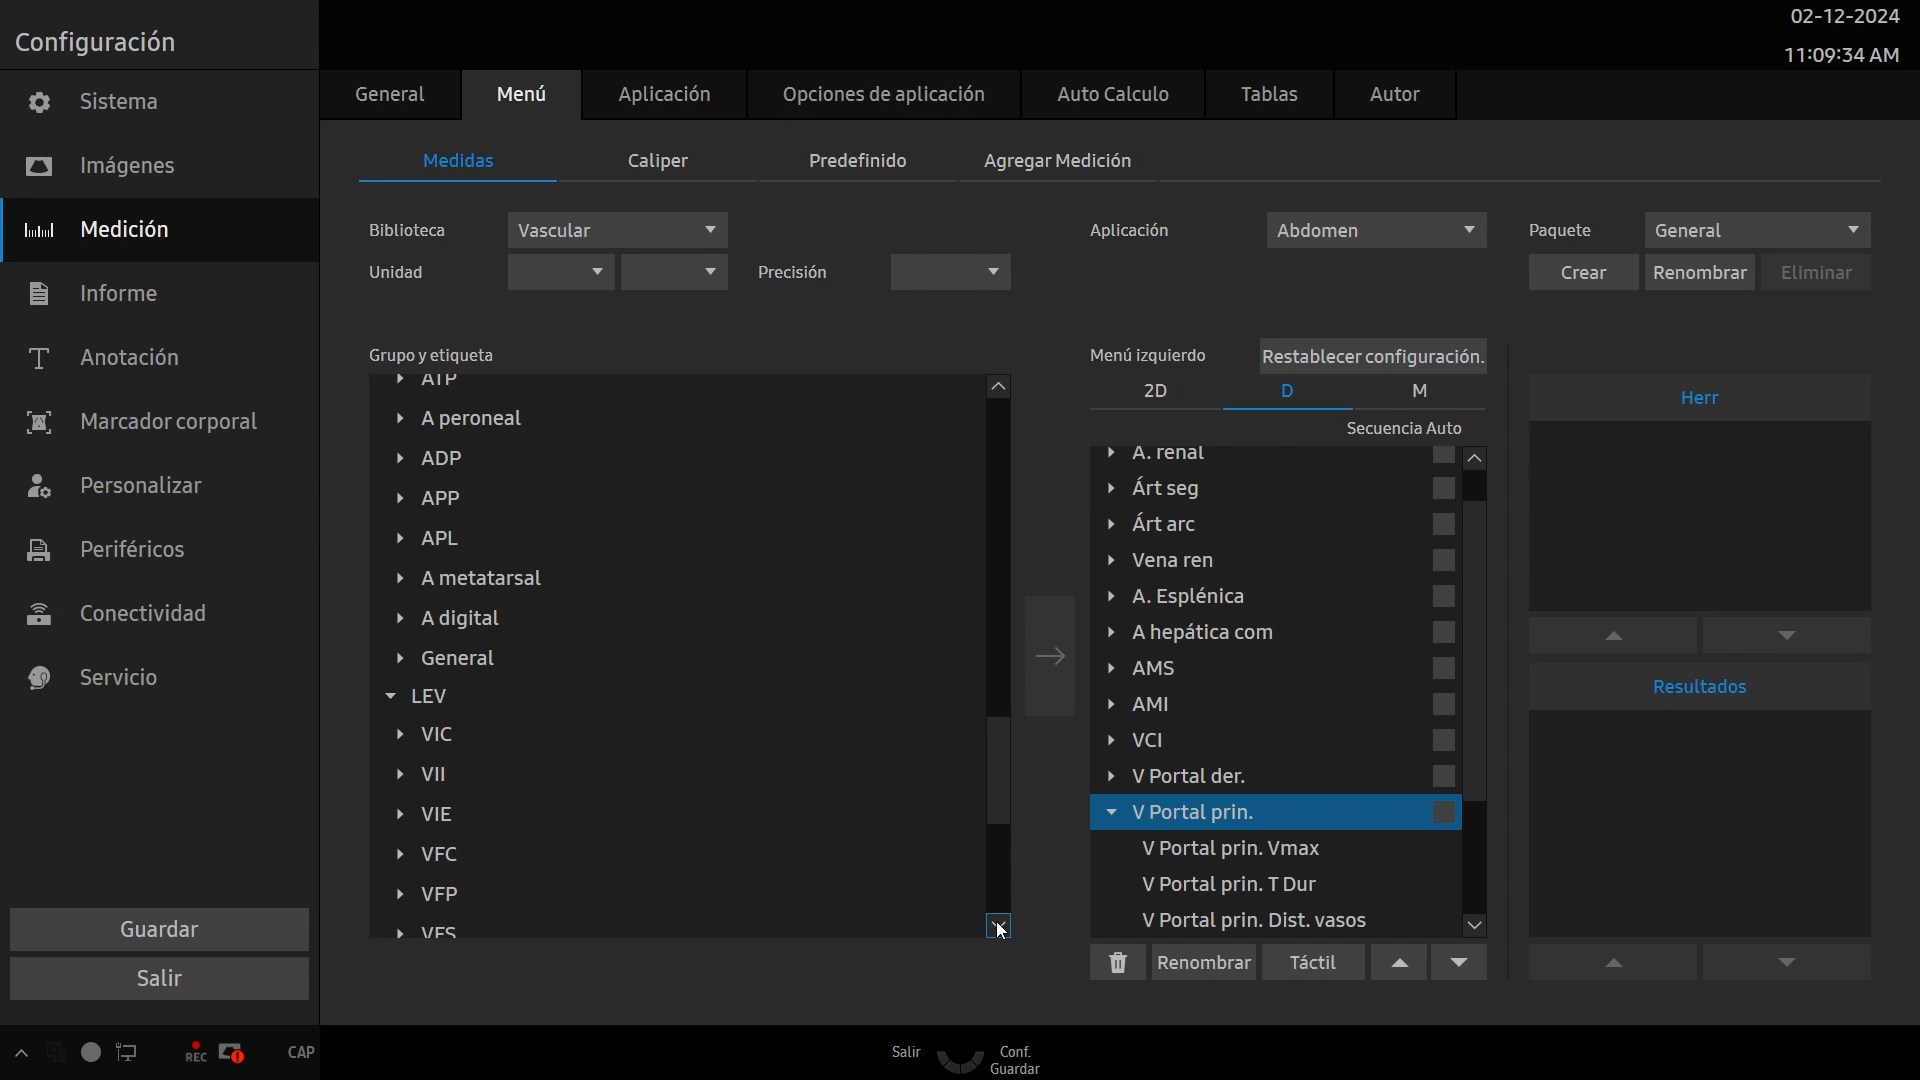 Configuración
02-12-2024
11:09:34 AM
Sistema
Imágenes
Medición
Informe
Anotación
Marcador corporal
Personalizar
Periféricos
Conectividad
Servicio
Guardar
Salir
General
Menú
Aplicación
Opciones de aplicación
Auto Calculo
Tablas
Autor
Medidas
Caliper
Predefinido
Agregar Medición
Biblioteca
Vascular
Unidad
Precisión
Aplicación
Abdomen
Paquete
General
Crear
Renombrar
Eliminar
Grupo y etiqueta
ATP
A peroneal
ADP
APP
APL
A metatarsal
A digital
General
LEV
VIC
VII
VIE
VFC
VFP
VFS
Menú izquierdo
Restablecer configuración.
2D
D
M
Secuencia Auto
A. renal
Árt seg
Árt arc
Vena ren
A. Esplénica
A hepática com
AMS
AMI
VCI
V Portal der.
V Portal prin.
V Portal prin. Vmax
V Portal prin. T Dur
V Portal prin. Dist. vasos
Renombrar
Táctil
Herr
Resultados
REC
CAP
Salir
Conf.
Guardar